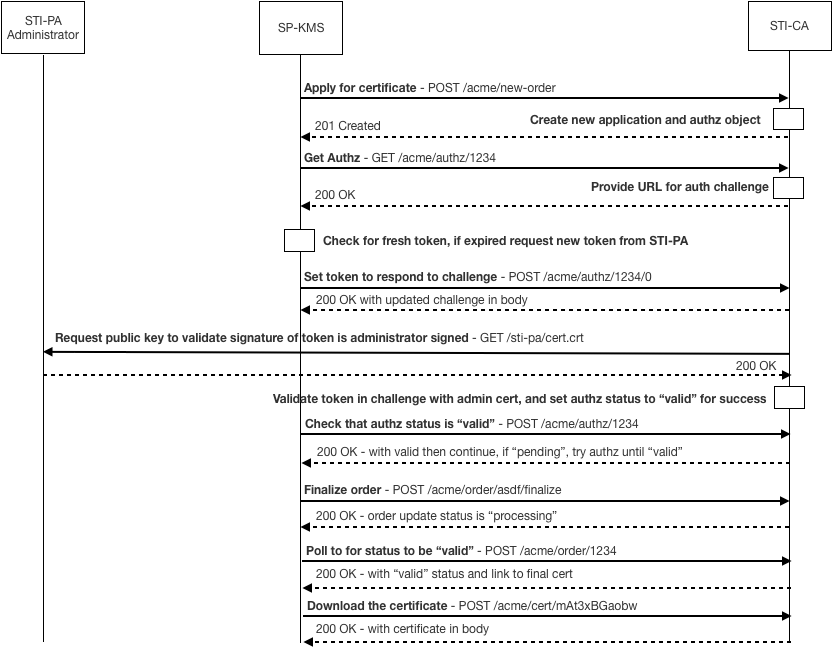 STI-PA
Administrator
SP-KMS
STI-CA
Apply for certificate - POST /acme/new-order
Create new application and authz object
201 Created
Get Authz - GET /acme/authz/1234
Provide URL for auth challenge
200 OK
Check for fresh token, if expired request new token from STI-PA
Set token to respond to challenge - POST /acme/authz/1234/0
200 OK with updated challenge in body
Request public key to validate signature of token is administrator signed - GET /sti-pa/cert.crt
200 OK
Validate token in challenge with admin cert, and set authz status to “valid” for success
Check that authz status is “valid” - POST /acme/authz/1234
200 OK - with valid then continue, if “pending”, try authz until “valid”
Finalize order - POST /acme/order/asdf/finalize
200 OK - order update status is “processing”
Poll to for status to be “valid” - POST /acme/order/1234
200 OK - with “valid” status and link to final cert
Download the certificate - POST /acme/cert/mAt3xBGaobw
200 OK - with certificate in body